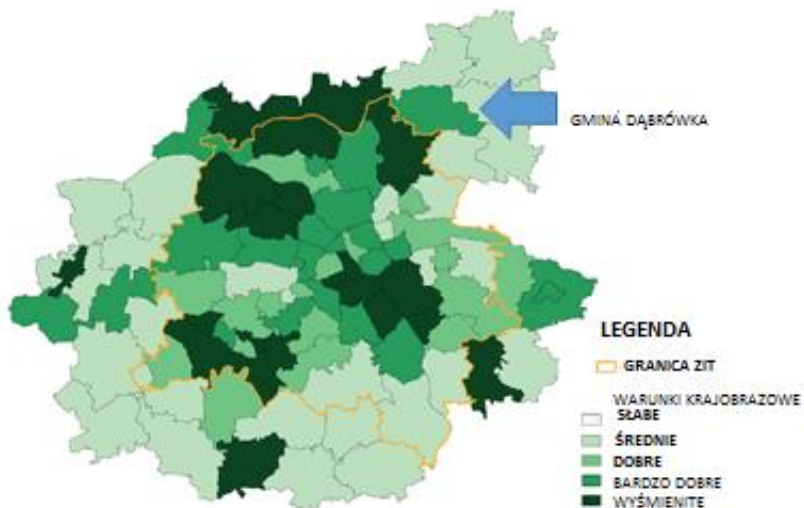 GMINA DĄBRÓWKA
LEGENDA
GRANICA ZIT
WARUNKI KRAJOBRAZOWE
SŁABE
ŚREDNIE
DOBRE
BARDZO DOBRE
WYŚMIENITE